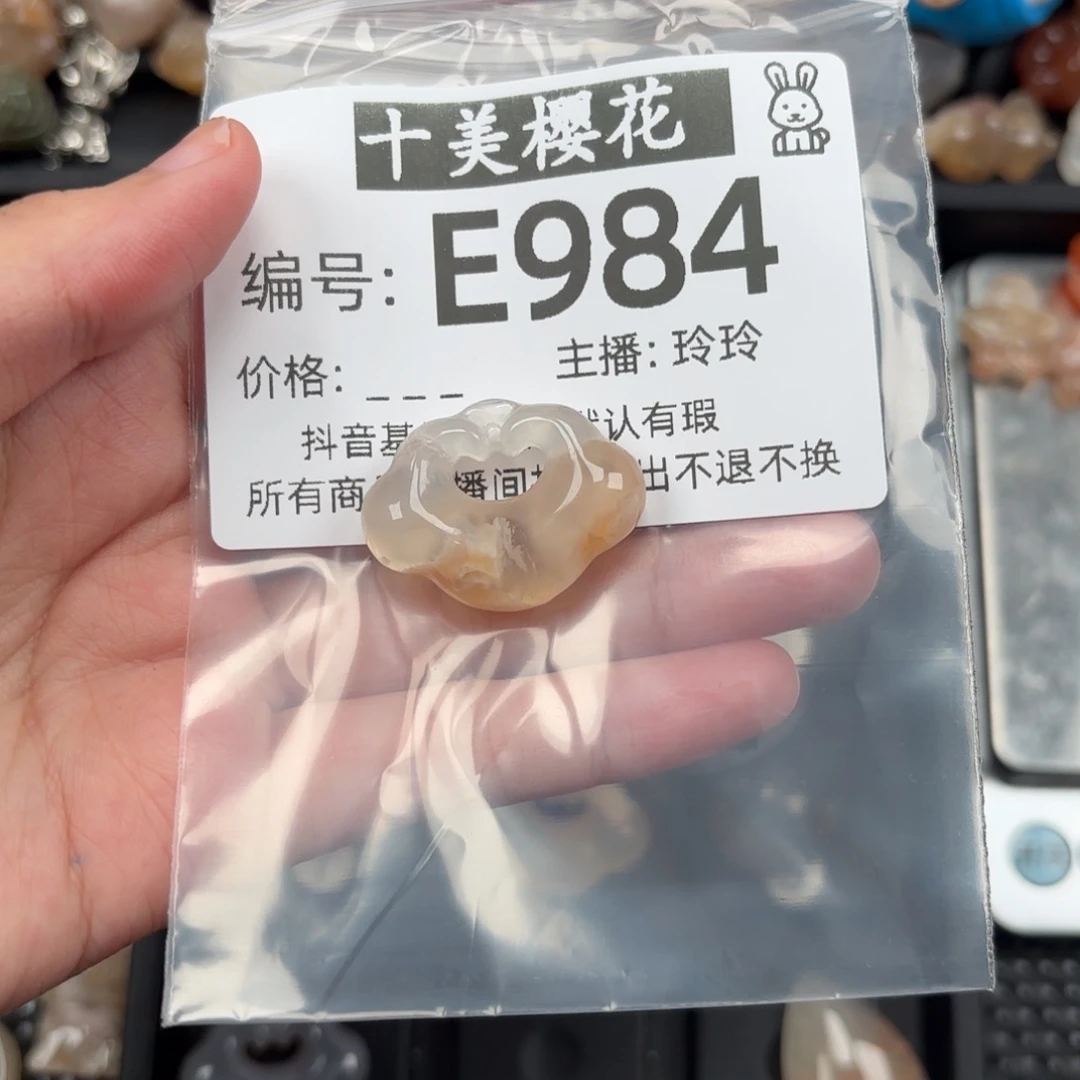 十美樱花
编号: E984
价格: _ _ _ 主播: 玲玲
抖音基 认有瑕
所有商 播间 出不退不换